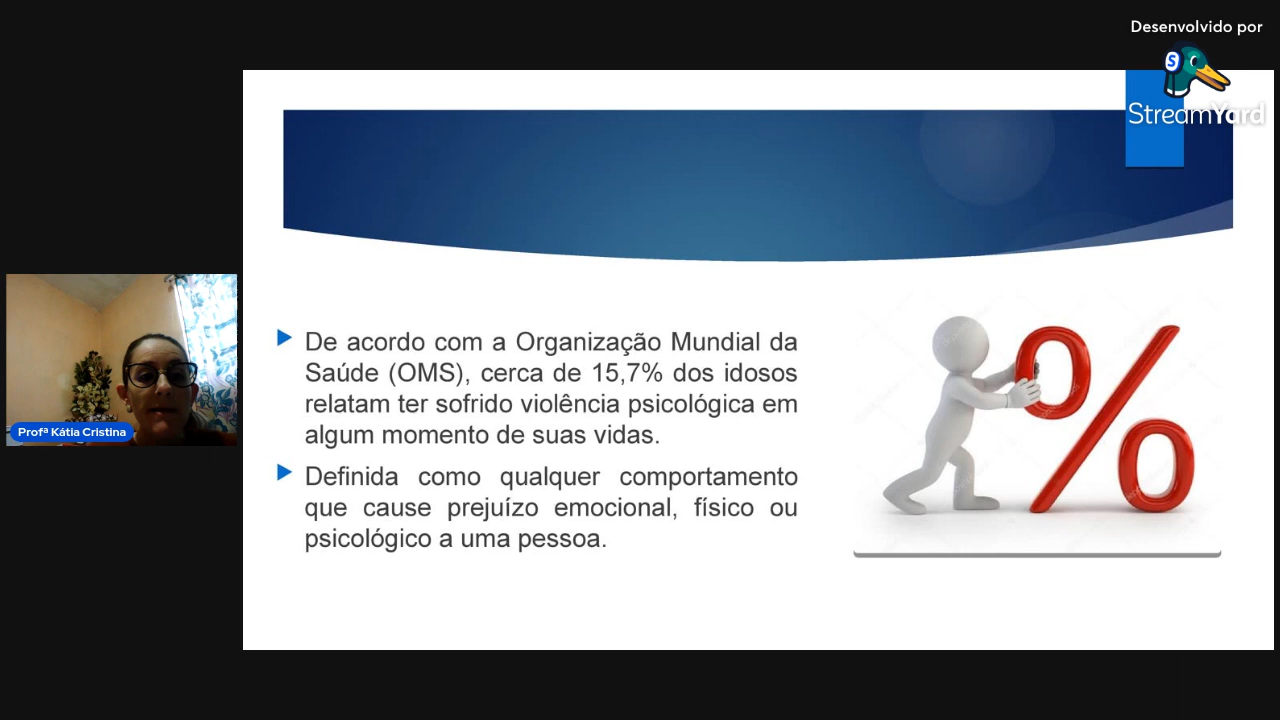 Desenvolvido por
S
StreamYard
De acordo com a Organização Mundial da
Saúde (OMS), cerca de 15,7% dos idosos
relatam ter sofrido violência psicológica em
algum momento de suas vidas.
Definida como qualquer comportamento
que cause prejuízo emocional, físico ou
psicológico a uma pessoa.
%
Profª Kátia Cristina